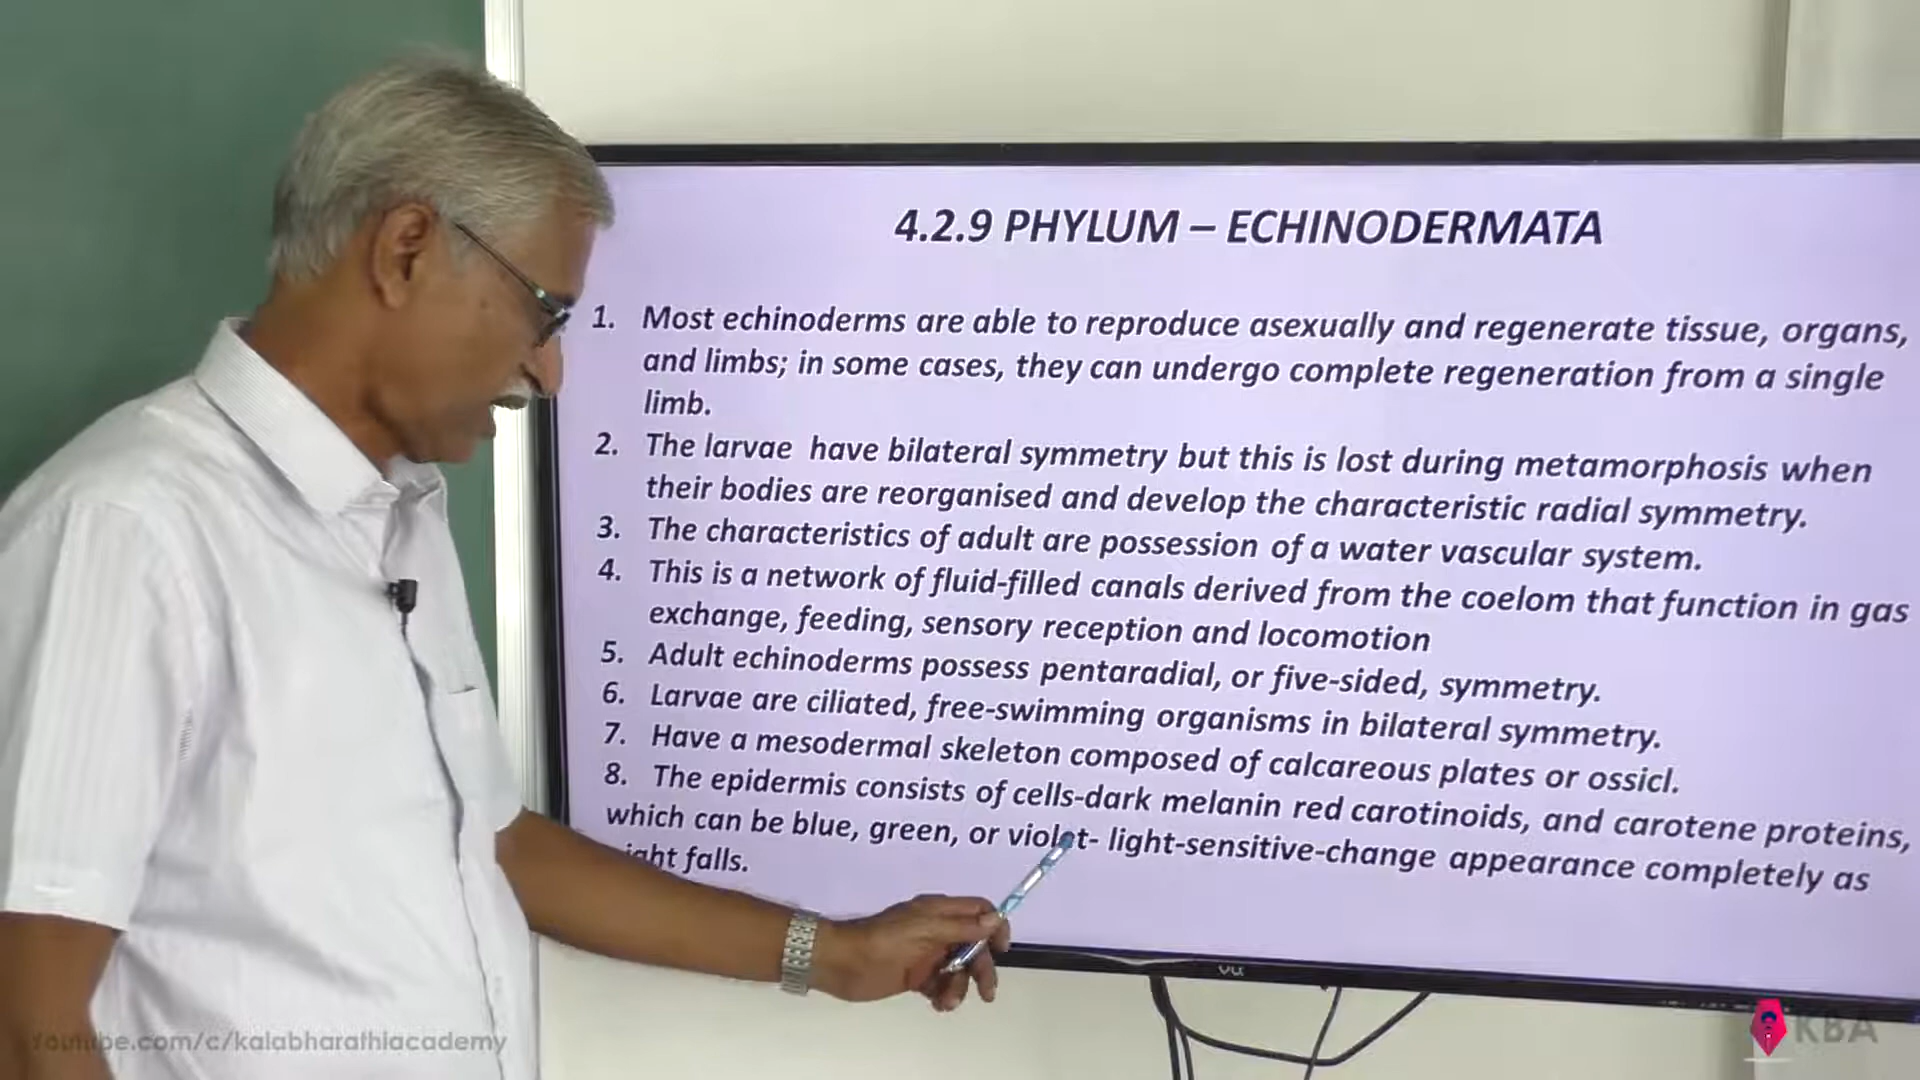 4.2.9 PHYLUM – ECHINODERMATA
1. Most echinoderms are able to reproduce asexually and regenerate tissue, organs,
and limbs; in some cases, they can undergo complete regeneration from a single
limb.
2. The larvae have bilateral symmetry but this is lost during metamorphosis when
their bodies are reorganised and develop the characteristic radial symmetry.
3. The characteristics of adult are possession of a water vascular system.
4. This is a network of fluid-filled canals derived from the coelom that function in gas
exchange, feeding, sensory reception and locomotion
5. Adult echinoderms possess pentaradial, or five-sided, symmetry.
6. Larvae are ciliated, free-swimming organisms in bilateral symmetry.
7. Have a mesodermal skeleton composed of calcareous plates or ossicl.
8. The epidermis consists of cells-dark melanin red carotinoids, and carotene proteins,
which can be blue, green, or violet- light-sensitive-change appearance completely as
falls.
VU
KBA
Youtube.com/c/kalabharathiacademy